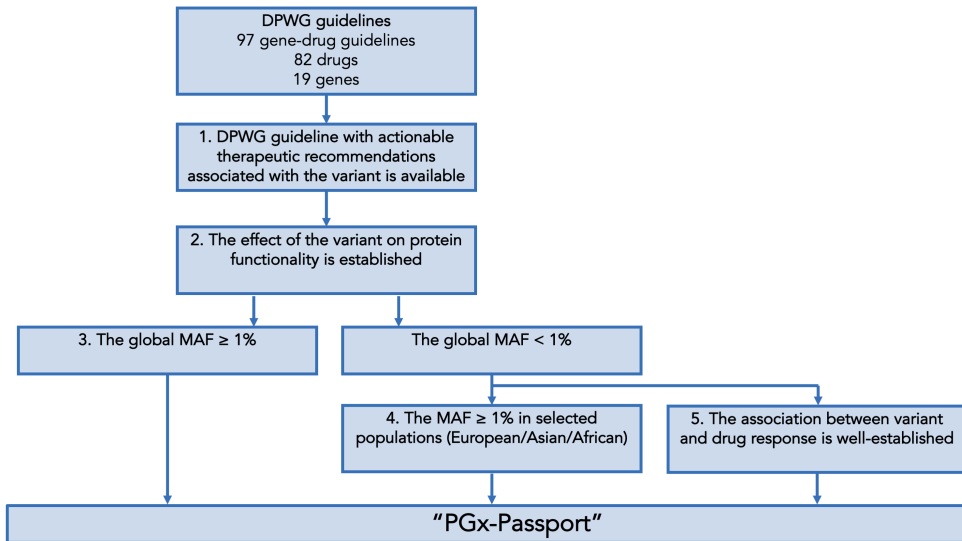 DPWG guidelines
97 gene-drug guidelines
82 drugs
19 genes
1. DPWG guideline with actionable
therapeutic recommendations
associated with the variant is available
2. The effect of the variant on protein
functionality is established
3. The global MAF ≥ 1%
The global MAF < 1%
4. The MAF ≥ 1% in selected
populations (European/Asian/African)
5. The association between variant
and drug response is well-established
“PGx-Passport”